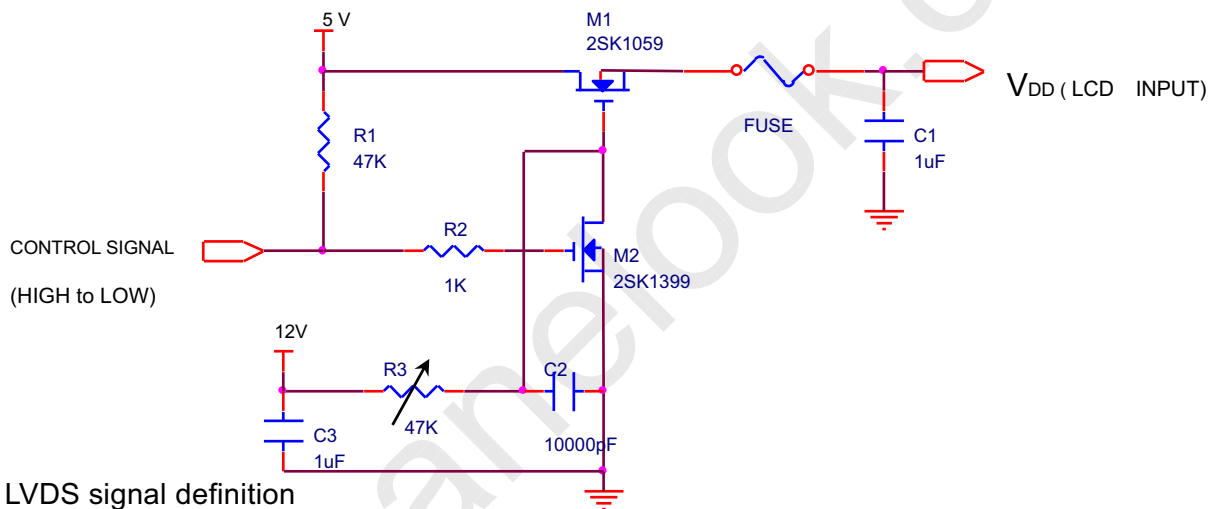 5 V
M1
2SK1059
R1
47K
FUSE
VDD ( LCD INPUT)
C1
1uF
CONTROL SIGNAL
(HIGH to LOW)
R2
1K
M2
2SK1399
12V
R3
47K
C2
10000pF
C3
1uF
LVDS signal definition